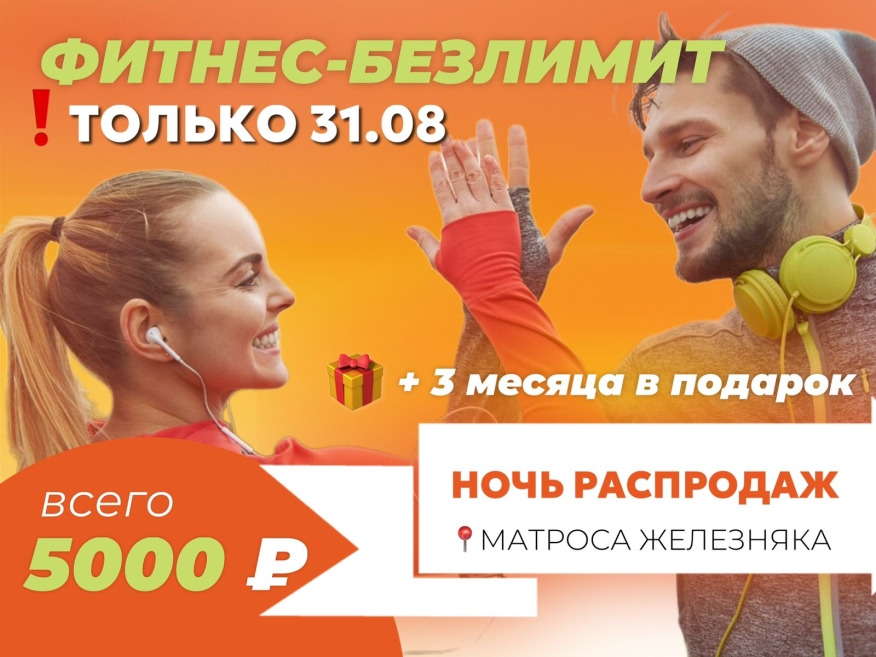 ФИТНЕС-БЕЗЛИМИТ
❗ТОЛЬКО 31.08
🎁 + 3 месяца в подарок
всего
5000 ₽
НОЧЬ РАСПРОДАЖ
📍МАТРОСА ЖЕЛЕЗНЯКА